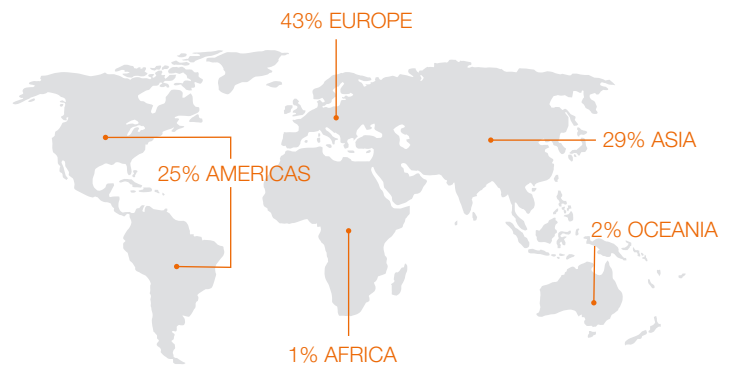 43% EUROPE
29% ASIA
25% AMERICAS
2% OCEANIA
1% AFRICA